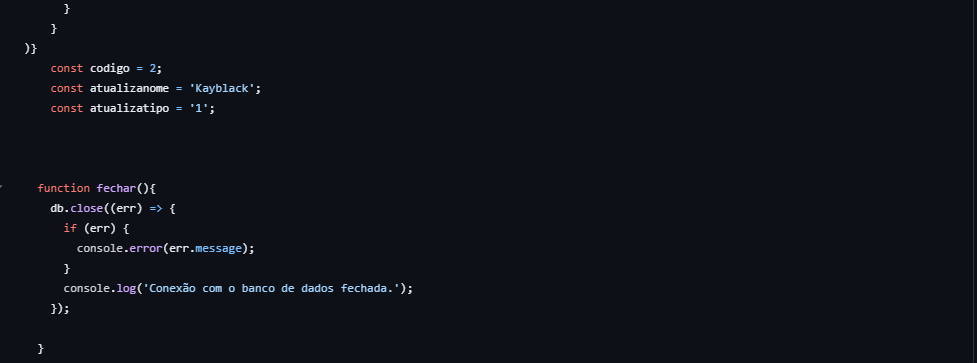 }
}
)}
const codigo = 2;
const atualizanome = 'Kayblack';
const atualizatipo = '1';
function fechar(){
db.close((err) => {
if (err) {
console.error(err.message);
}
console.log('Conexão com o banco de dados fechada.');
});
}